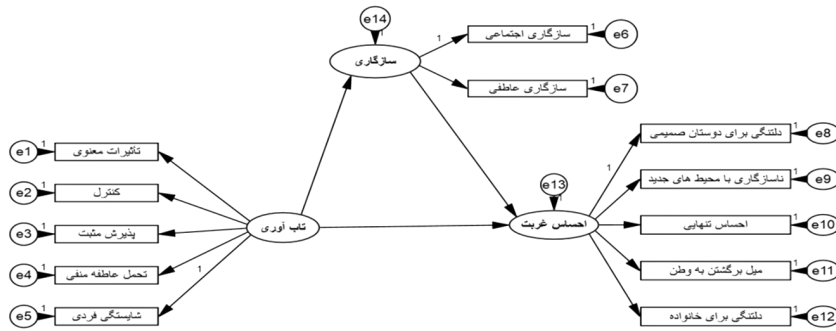 e14
1
سازگاری
1
سازگاری اجتماعی
1
e6
سازگاری عاطفی
1
e7
e1
1
تاثیرات معنوی
e2
1
کنترل
e3
1
پذیرش مثبت
e4
1
تحمل عاطفه منفی
e5
1
شایستگی فردی
1
تاب آوری
e13
1
احساس غربت
1
دلتنگی برای دوستان صمیمی
1
e8
ناسازگاری با محیط های جدید
1
e9
احساس تنهایی
1
e10
میل برگشتن به وطن
1
e11
دلتنگی برای خانواده
1
e12